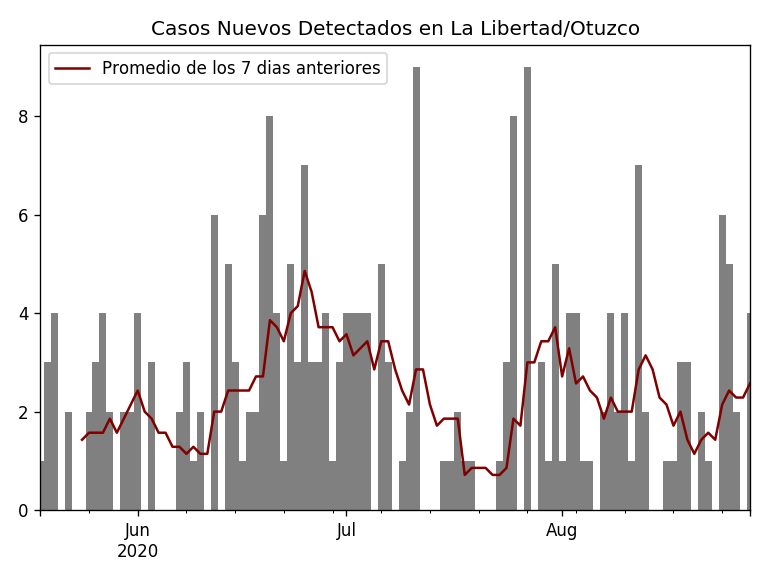 Casos Nuevos Detectados en La Libertad/Otuzco
Promedio de los 7 dias anteriores
8
6
4
2
0
Jun
2020
Jul
Aug